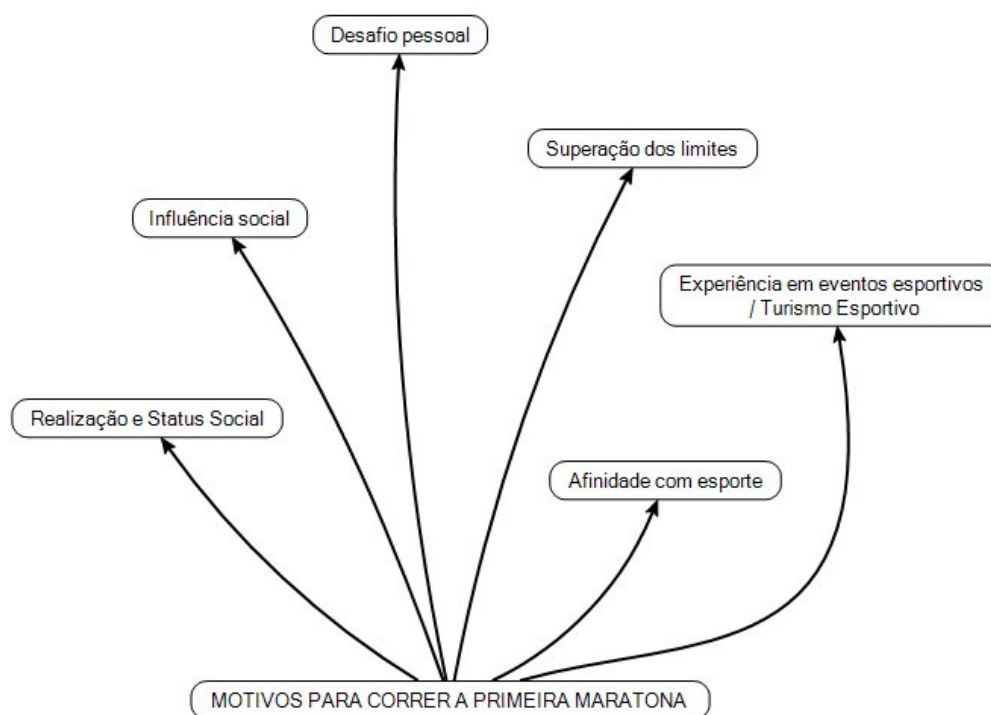 Desafio pessoal
Superação dos limites
Influência social
Experiência em eventos esportivos
/ Turismo Esportivo
Realização e Status Social
Afinidade com esporte
MOTIVOS PARA CORRER A PRIMEIRA MARATONA